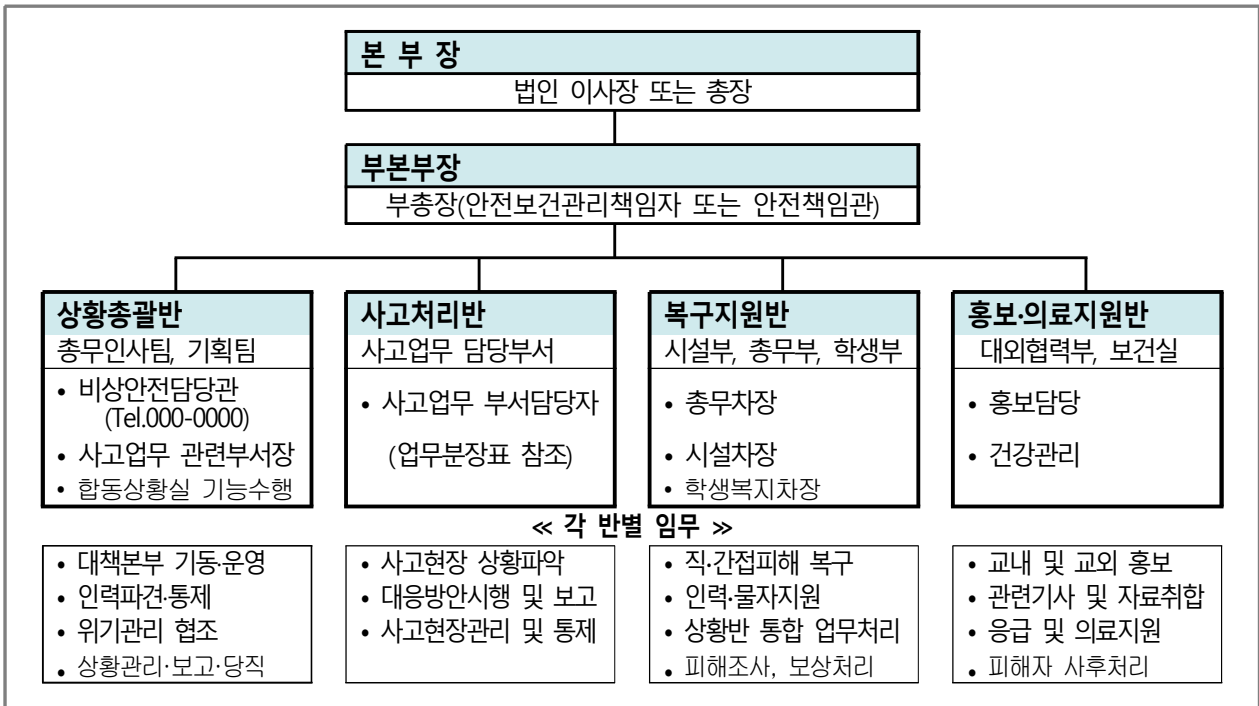 본 부 장
법인 이사장 또는 총장
부본부장
부총장(안전보건관리책임자 또는 안전책임관)
상황총괄반
총무인사팀, 기획팀
• 비상안전담당관
(Tel.000-0000)
• 사고업무 관련부서장
• 합동상황실 기능수행
사고처리반
사고업무 담당부서
• 사고업무 부서담당자
(업무분장표 참조)
복구지원반
시설부, 총무부, 학생부
• 총무차장
• 시설차장
• 학생복지차장
홍보·의료지원반
대외협력부, 보건실
• 홍보담당
• 건강관리
≪ 각 반별 임무 ≫
• 대책본부 기동·운영
• 인력파견·통제
• 위기관리 협조
• 상황관리·보고·당직
• 사고현장 상황파악
• 대응방안시행 및 보고
• 사고현장관리 및 통제
• 직·간접피해 복구
• 인력·물자지원
• 상황반 통합 업무처리
• 피해조사, 보상처리
• 교내 및 교외 홍보
• 관련기사 및 자료취합
• 응급 및 의료지원
• 피해자 사후처리